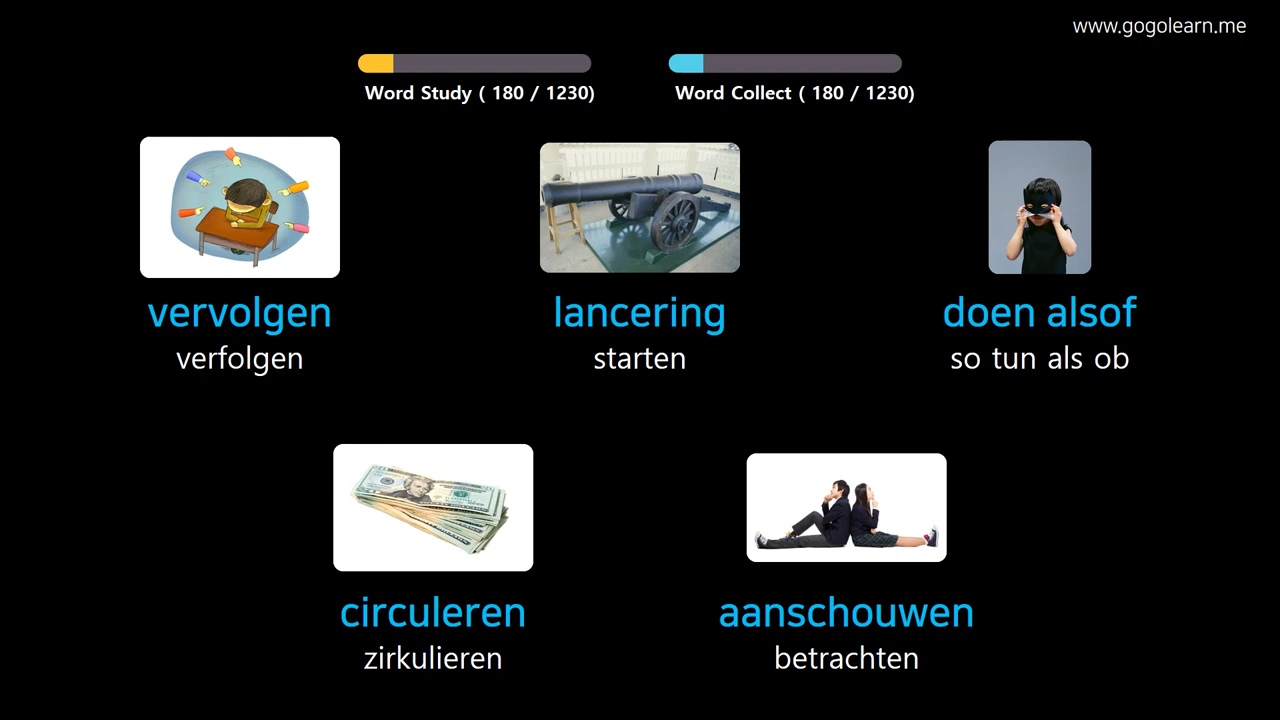 www.gogolearn.me
Word Study ( 180 / 1230)
Word Collect ( 180 / 1230)
vervolgen
verfolgen
lancering
starten
doen alsof
so tun als ob
circuleren
zirkulieren
aanschouwen
betrachten